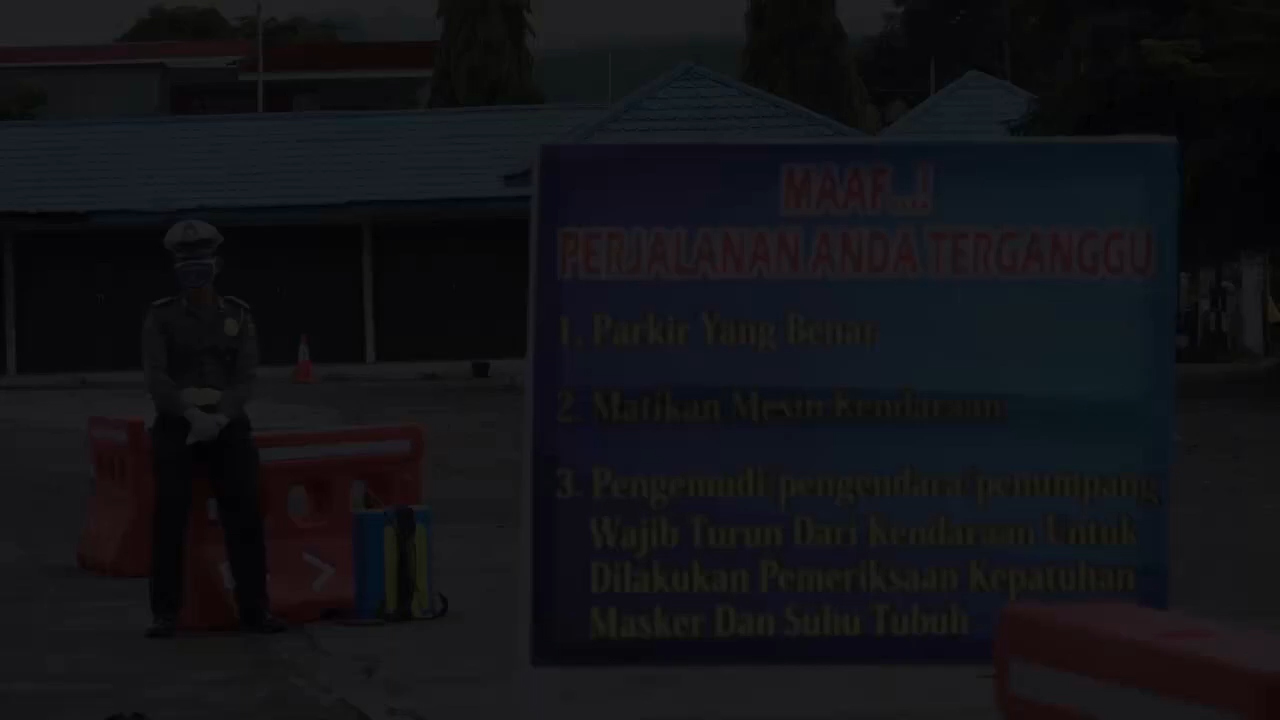 MAAF...!
PERJALANAN ANDA TERGANGGU
1. Parkir Yang Benar
2. Matikan Mesin Kendaraan
3. Pengemudi/pengendara/penumpang
Wajib Turun Dari Kendaraan Untuk
Dilakukan Pemeriksaan Kepatuhan
Masker Dan Suhu Tubuh